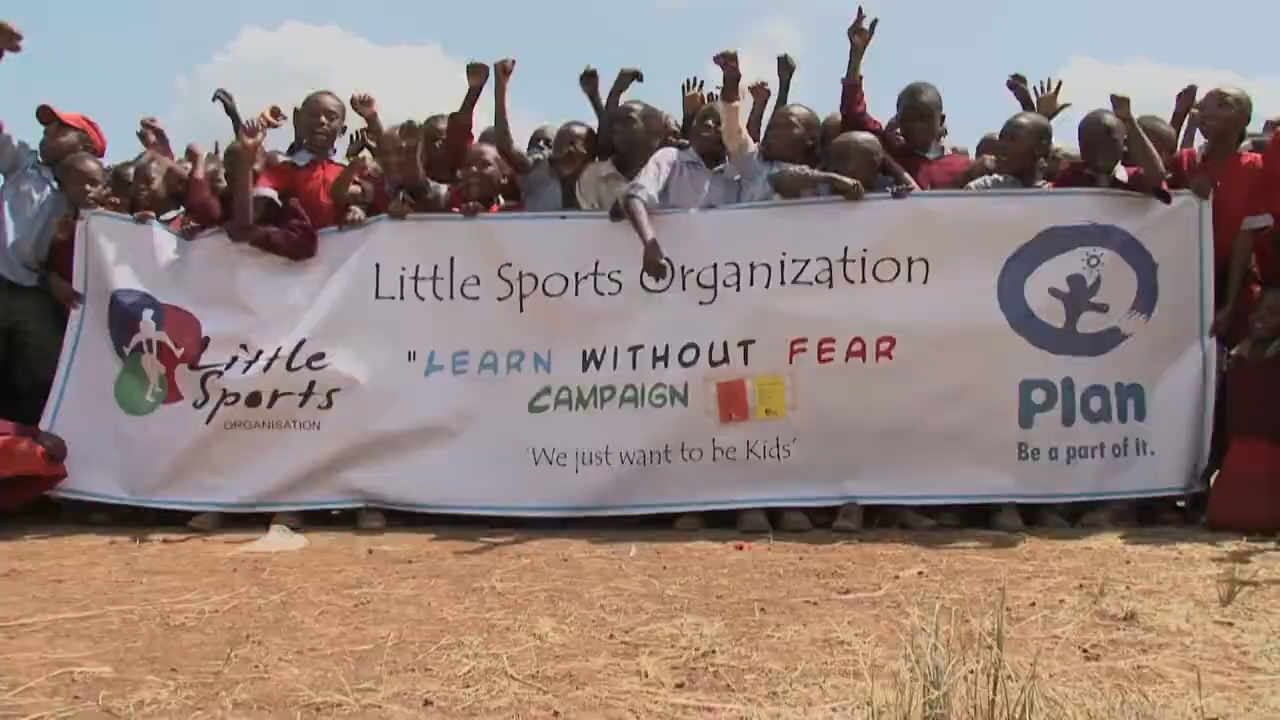 Little Sports Organization
Little
Sports
ORGANISATION
"LEARN WITHOUT FEAR
CAMPAIGN
'We just want to be Kids'
Plan
Be a part of it.